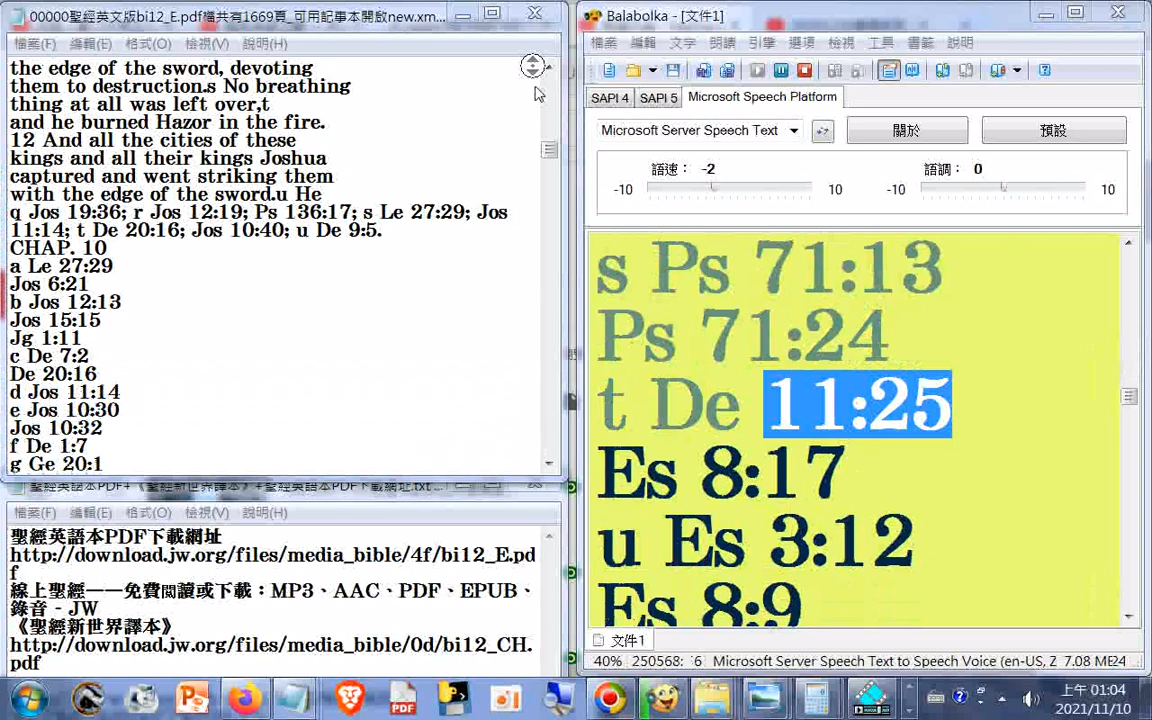 00000聖經英文版bi12_E.pdf檔共有1669頁_可用記事本開啟new.xm...
檔案(F) 編輯(E) 格式(O) 檢視(V) 說明(H)
the edge of the sword, devoting
them to destruction.s No breathing
thing at all was left over,t
and he burned Hazor in the fire.
12 And all the cities of these
kings and all their kings Joshua
captured and went striking them
with the edge of the sword.u He
q Jos 19:36; r Jos 12:19; Ps 136:17; s Le 27:29; Jos
11:14; t De 20:16; Jos 10:40; u De 9:5.
CHAP. 10
a Le 27:29
Jos 6:21
b Jos 12:13
Jos 15:15
Jg 1:11
c De 7:2
De 20:16
d Jos 11:14
e Jos 10:30
Jos 10:32
f De 1:7
g Ge 20:1
聖經英語本PDF+《聖經新世界譯本》+聖經英語本PDF下載網址.txt ...
檔案(F) 編輯(E) 格式(O) 檢視(V) 說明(H)
聖經英語本PDF下載網址
http://download.jw.org/files/media_bible/4f/bi12_E.pd
f
線上聖經——免費閱讀或下載：MP3、AAC、PDF、EPUB、
錄音 - JW
《聖經新世界譯本》
http://download.jw.org/files/media_bible/0d/bi12_CH.
pdf
Balabolka - [文件1]
檔案 編輯 文字 朗讀 引擎 選項 檢視 工具 書籤 說明
SAPI 4 SAPI 5 Microsoft Speech Platform
Microsoft Server Speech Text 關於 預設
語速： -2 語調： 0
-10 10 -10 10
s Ps 71:13
Ps 71:24
t De 11:25
Es 8:17
u Es 3:12
Es 8:9
文件1
40% 250568: 6 Microsoft Server Speech Text to Speech Voice (en-US, Z 7.08 ME24
PDF
上午 01:04
2021/11/10